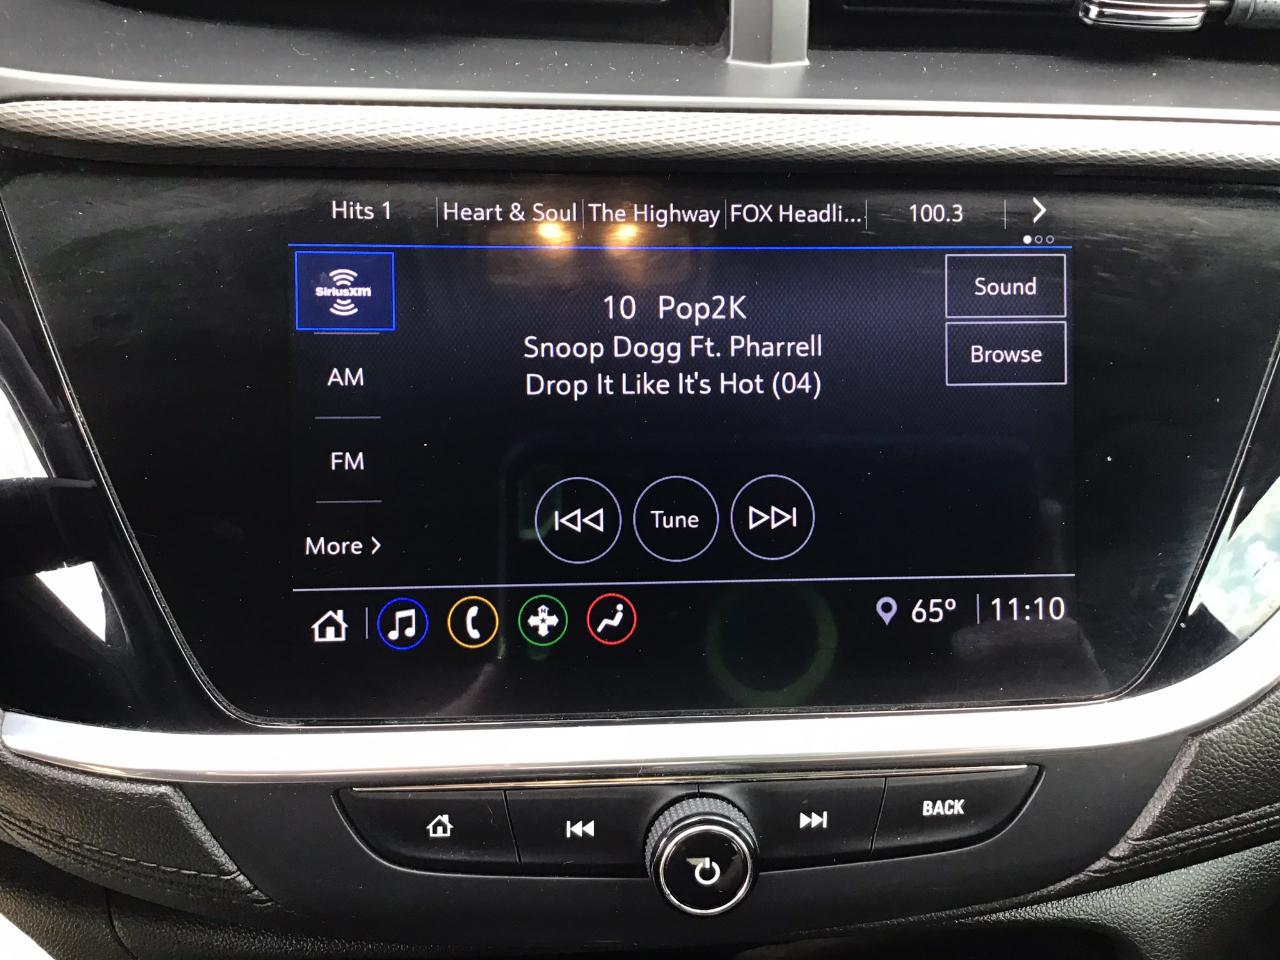 Hits 1
Heart & Soul
The Highway
FOX Headli...
100.3
SiriusXM
AM
FM
More
10 Pop2K
Snoop Dogg Ft. Pharrell
Drop It Like It's Hot (04)
Sound
Browse
Tune
65° 11:10
BACK